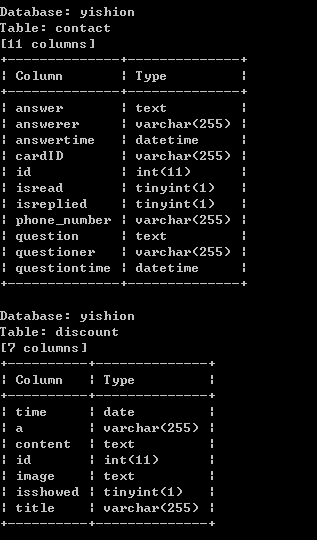 Database: yishion
Table: contact
[11 columns]
+--------------+--------------+
¦ Column       ¦ Type         ¦
+--------------+--------------+
¦ answer       ¦ text         ¦
¦ answerer     ¦ varchar(255) ¦
¦ answertime   ¦ datetime     ¦
¦ cardID       ¦ varchar(255) ¦
¦ id           ¦ int(11)      ¦
¦ isread       ¦ tinyint(1)   ¦
¦ isreplied    ¦ tinyint(1)   ¦
¦ phone_number ¦ varchar(255) ¦
¦ question     ¦ text         ¦
¦ questioner   ¦ varchar(255) ¦
¦ questiontime ¦ datetime     ¦
+--------------+--------------+
Database: yishion
Table: discount
[7 columns]
+----------+--------------+
¦ Column   ¦ Type         ¦
+----------+--------------+
¦ time     ¦ date         ¦
¦ a        ¦ varchar(255) ¦
¦ content  ¦ text         ¦
¦ id       ¦ int(11)      ¦
¦ image    ¦ text         ¦
¦ isshowed ¦ tinyint(1)   ¦
¦ title    ¦ varchar(255) ¦
+----------+--------------+